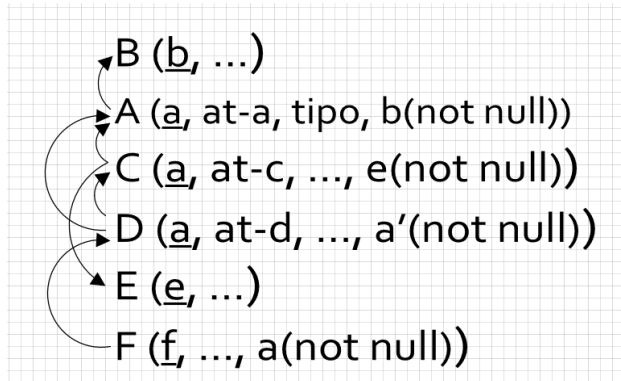 B (b, ...)
A (a, at-a, tipo, b(not null))
C (a, at-c, ..., e(not null))
D (a, at-d, ..., a’(not null))
E (e, ...)
F (f, ..., a(not null))